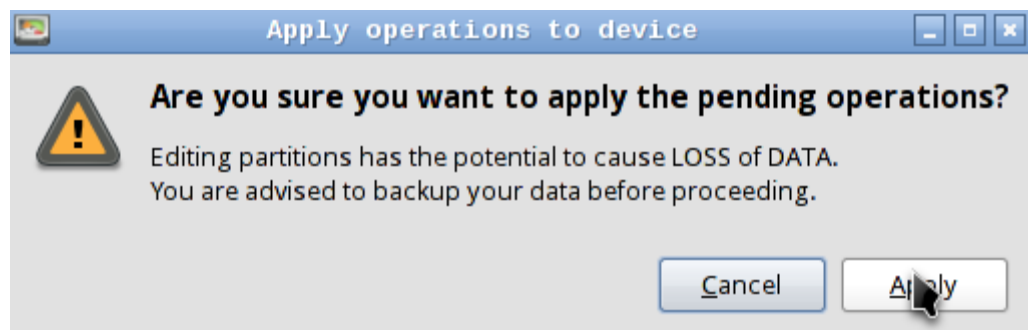 Apply operations to device
Are you sure you want to apply the pending operations?
Editing partitions has the potential to cause LOSS of DATA.
You are advised to backup your data before proceeding.
Cancel
Apply